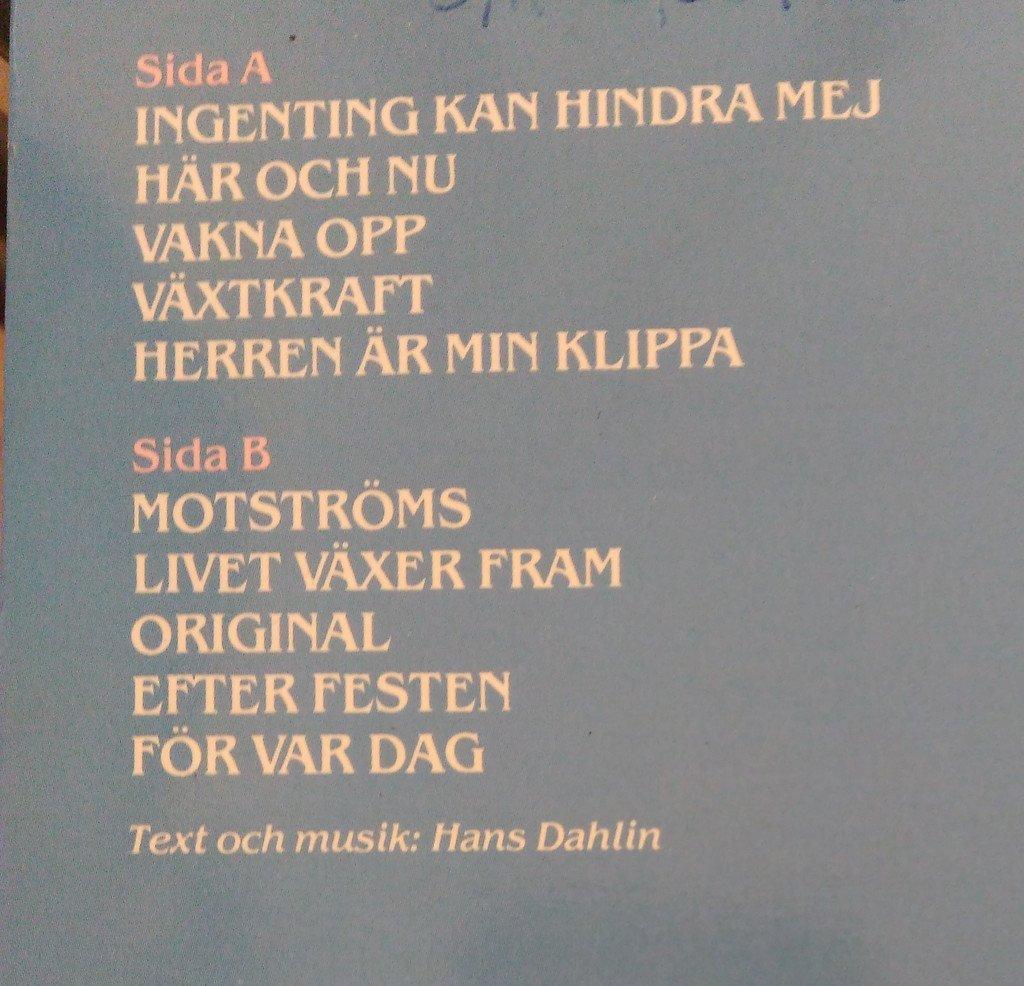 Sida A
INGENTING KAN HINDRA MEJ
HÄR OCH NU
VAKNA OPP
VÄXTKRAFT
HERREN ÄR MIN KLIPPA
Sida B
MOTSTRÖMS
LIVET VÄXER FRAM
ORIGINAL
EFTER FESTEN
FÖR VAR DAG
Text och musik: Hans Dahlin